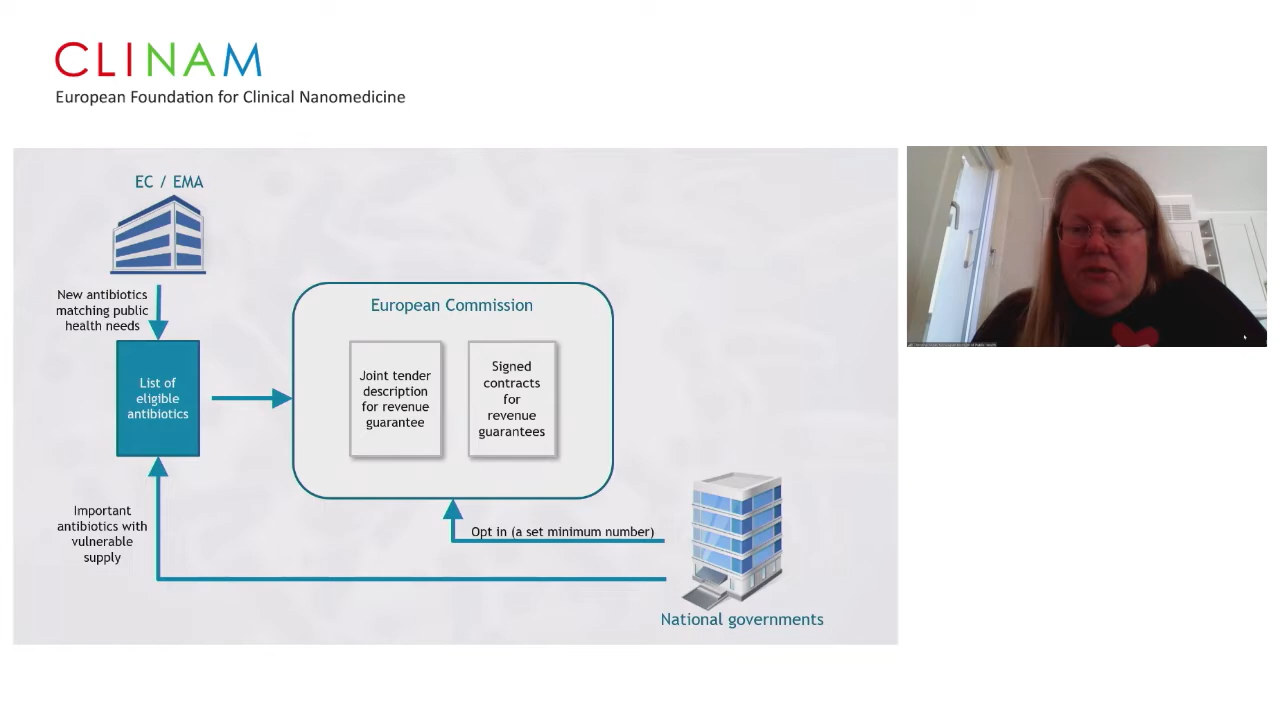 CLINAM
European Foundation for Clinical Nanomedicine
EC / EMA
New antibiotics
matching public
health needs
List of
eligible
antibiotics
Important
antibiotics with
vulnerable
supply
European Commission
Joint tender
description
for revenue
guarantee
Signed
contracts
for
revenue
guarantees
Opt in (a set minimum number)
National governments